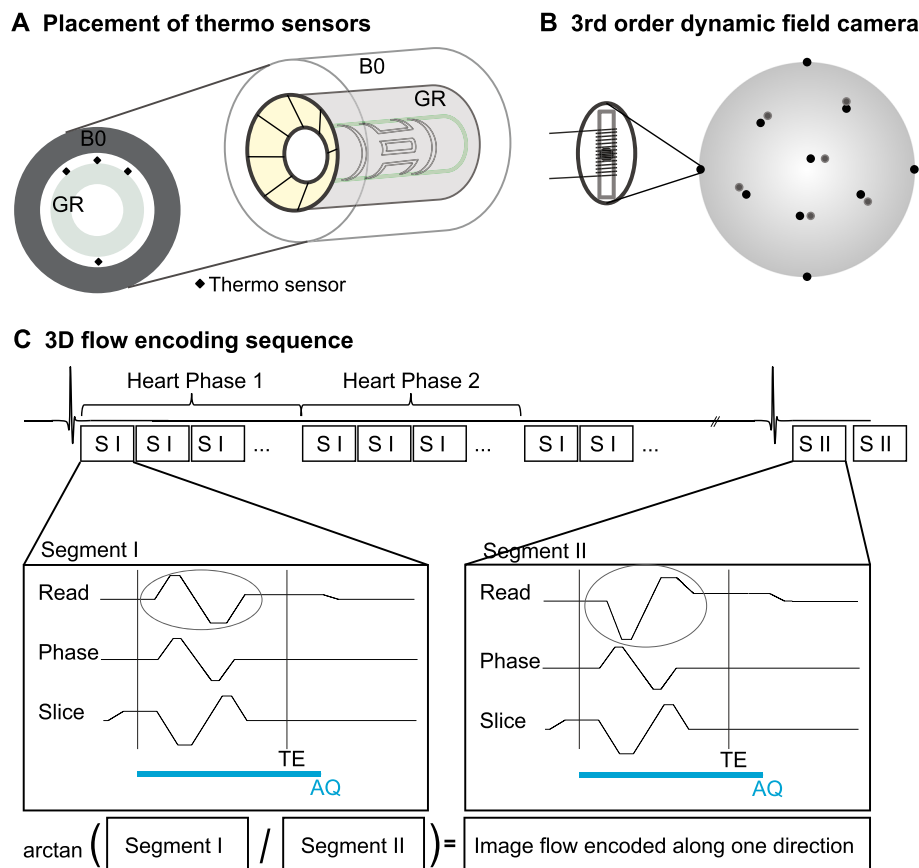 A Placement of thermo sensors
B0
GR
B0
GR
Thermo sensor
B 3rd order dynamic field camera
C 3D flow encoding sequence
Heart Phase 1 Heart Phase 2
S I S I S I ... S I S I S I ... S I S I ... S II S II
Segment I
Read
Phase
Slice
TE
AQ
Segment II
Read
Phase
Slice
TE
AQ
arctan ( Segment I / Segment II ) = Image flow encoded along one direction